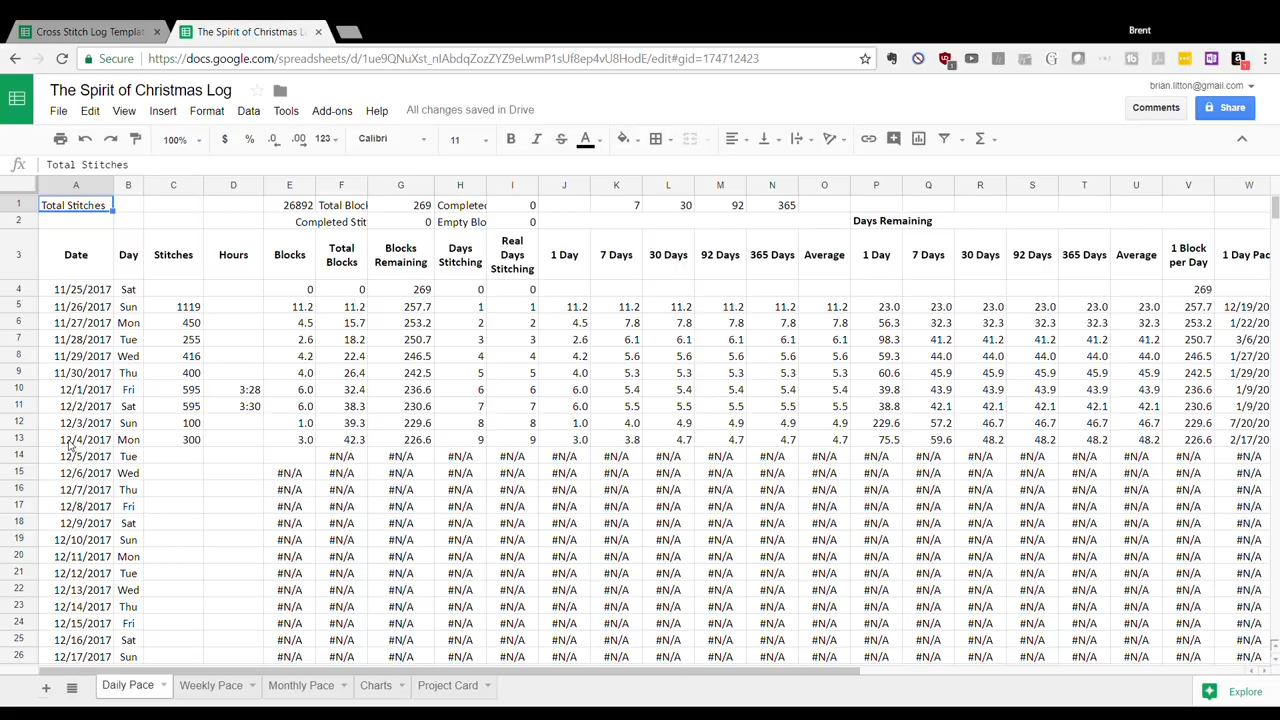 Cross Stitch Log Templat × The Spirit of Christmas L × Brent
Secure https://docs.google.com/spreadsheets/d/1ue9QNuXst_nIAbdqZozZYZ9eLwmP1sUf8ep4vU8HodE/edit#gid=174712423
The Spirit of Christmas Log brian.litton@gmail.com
File Edit View Insert Format Data Tools Add-ons Help All changes saved in Drive Comments Share
100% $ % .0 .00 123 Calibri 11 B I S A
fx Total Stitches
A B C D E F G H I J K L M N O P Q R S T U V W
1 Total Stitches 26892 Total Block 269 Completed 0 7 30 92 365
2 Completed Stit 0 Empty Blo 0 Days Remaining
3 Date Day Stitches Hours Blocks Total Blocks Blocks Remaining Days Stitching Real Days Stitching 1 Day 7 Days 30 Days 92 Days 365 Days Average 1 Day 7 Days 30 Days 92 Days 365 Days Average 1 Block per Day 1 Day Pac
4 11/25/2017 Sat 0 0 269 0 0 269
5 11/26/2017 Sun 1119 11.2 11.2 257.7 1 1 11.2 11.2 11.2 11.2 11.2 11.2 23.0 23.0 23.0 23.0 23.0 23.0 257.7 12/19/20
6 11/27/2017 Mon 450 4.5 15.7 253.2 2 2 4.5 7.8 7.8 7.8 7.8 7.8 56.3 32.3 32.3 32.3 32.3 32.3 253.2 1/22/20
7 11/28/2017 Tue 255 2.6 18.2 250.7 3 3 2.6 6.1 6.1 6.1 6.1 6.1 98.3 41.2 41.2 41.2 41.2 41.2 250.7 3/6/20
8 11/29/2017 Wed 416 4.2 22.4 246.5 4 4 4.2 5.6 5.6 5.6 5.6 5.6 59.3 44.0 44.0 44.0 44.0 44.0 246.5 1/27/20
9 11/30/2017 Thu 400 4.0 26.4 242.5 5 5 4.0 5.3 5.3 5.3 5.3 5.3 60.6 45.9 45.9 45.9 45.9 45.9 242.5 1/29/20
10 12/1/2017 Fri 595 3:28 6.0 32.4 236.6 6 6 6.0 5.4 5.4 5.4 5.4 5.4 39.8 43.9 43.9 43.9 43.9 43.9 236.6 1/9/20
11 12/2/2017 Sat 595 3:30 6.0 38.3 230.6 7 7 6.0 5.5 5.5 5.5 5.5 5.5 38.8 42.1 42.1 42.1 42.1 42.1 230.6 1/9/20
12 12/3/2017 Sun 100 1.0 39.3 229.6 8 8 1.0 4.0 4.9 4.9 4.9 4.9 229.6 57.2 46.7 46.7 46.7 46.7 229.6 7/20/20
13 12/4/2017 Mon 300 3.0 42.3 226.6 9 9 3.0 3.8 4.7 4.7 4.7 4.7 75.5 59.6 48.2 48.2 48.2 48.2 226.6 2/17/20
14 12/5/2017 Tue #N/A #N/A #N/A #N/A #N/A #N/A #N/A #N/A #N/A #N/A #N/A #N/A #N/A #N/A #N/A #N/A #N/A #N/A
15 12/6/2017 Wed #N/A #N/A #N/A #N/A #N/A #N/A #N/A #N/A #N/A #N/A #N/A #N/A #N/A #N/A #N/A #N/A #N/A #N/A #N/A
16 12/7/2017 Thu #N/A #N/A #N/A #N/A #N/A #N/A #N/A #N/A #N/A #N/A #N/A #N/A #N/A #N/A #N/A #N/A #N/A #N/A #N/A
17 12/8/2017 Fri #N/A #N/A #N/A #N/A #N/A #N/A #N/A #N/A #N/A #N/A #N/A #N/A #N/A #N/A #N/A #N/A #N/A #N/A #N/A
18 12/9/2017 Sat #N/A #N/A #N/A #N/A #N/A #N/A #N/A #N/A #N/A #N/A #N/A #N/A #N/A #N/A #N/A #N/A #N/A #N/A #N/A
19 12/10/2017 Sun #N/A #N/A #N/A #N/A #N/A #N/A #N/A #N/A #N/A #N/A #N/A #N/A #N/A #N/A #N/A #N/A #N/A #N/A #N/A
20 12/11/2017 Mon #N/A #N/A #N/A #N/A #N/A #N/A #N/A #N/A #N/A #N/A #N/A #N/A #N/A #N/A #N/A #N/A #N/A #N/A #N/A
21 12/12/2017 Tue #N/A #N/A #N/A #N/A #N/A #N/A #N/A #N/A #N/A #N/A #N/A #N/A #N/A #N/A #N/A #N/A #N/A #N/A #N/A
22 12/13/2017 Wed #N/A #N/A #N/A #N/A #N/A #N/A #N/A #N/A #N/A #N/A #N/A #N/A #N/A #N/A #N/A #N/A #N/A #N/A #N/A
23 12/14/2017 Thu #N/A #N/A #N/A #N/A #N/A #N/A #N/A #N/A #N/A #N/A #N/A #N/A #N/A #N/A #N/A #N/A #N/A #N/A #N/A
24 12/15/2017 Fri #N/A #N/A #N/A #N/A #N/A #N/A #N/A #N/A #N/A #N/A #N/A #N/A #N/A #N/A #N/A #N/A #N/A #N/A #N/A
25 12/16/2017 Sat #N/A #N/A #N/A #N/A #N/A #N/A #N/A #N/A #N/A #N/A #N/A #N/A #N/A #N/A #N/A #N/A #N/A #N/A #N/A
26 12/17/2017 Sun #N/A #N/A #N/A #N/A #N/A #N/A #N/A #N/A #N/A #N/A #N/A #N/A #N/A #N/A #N/A #N/A #N/A #N/A #N/A
Daily Pace Weekly Pace Monthly Pace Charts Project Card Explore